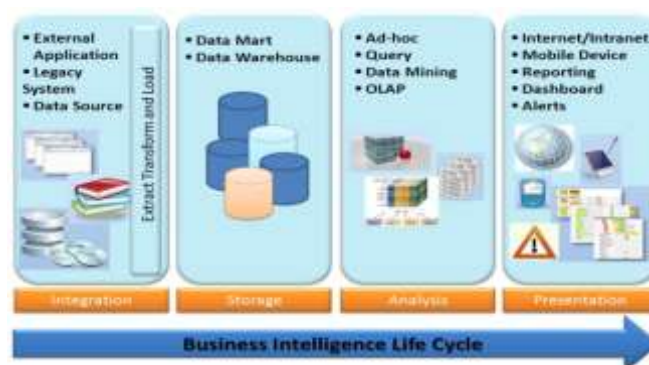 • External
Application
• Legacy
System
• Data Source
Extract Transform and Load
• Data Mart
• Data Warehouse
• Ad-hoc
• Query
• Data Mining
• OLAP
• Internet/Intranet
• Mobile Device
• Reporting
• Dashboard
• Alerts
Integration
Storage
Analysis
Presentation
Business Intelligence Life Cycle